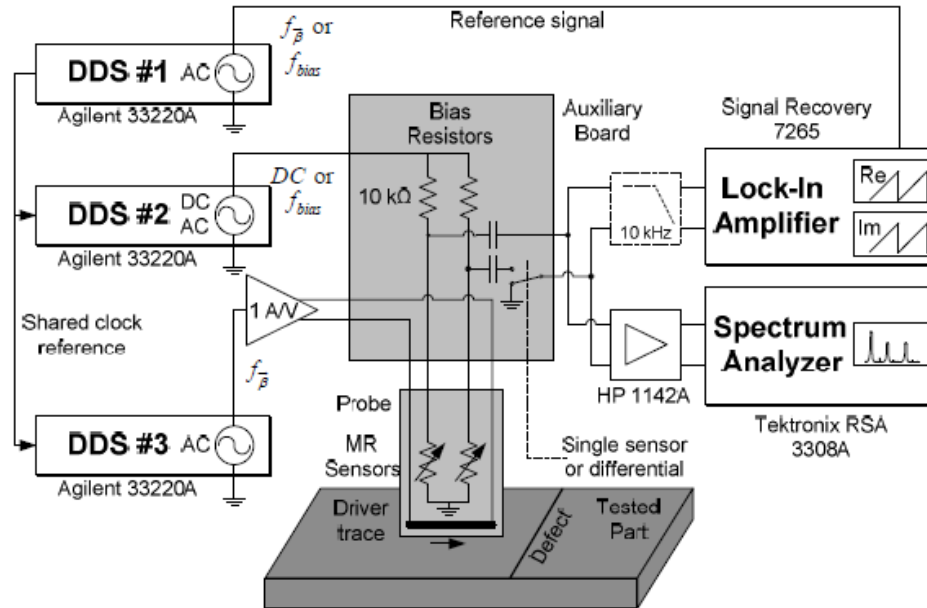 Reference signal
f_β̄ or
f_bias
DDS #1 AC
Agilent 33220A
Bias
Resistors
Auxiliary
Board
Signal Recovery
7265
DC or
f_bias
10 kΩ
DDS #2 DC
AC
Agilent 33220A
10 kHz
Lock-In
Amplifier
Re
Im
1 A/V
Shared clock
reference
f_β̄
Spectrum
Analyzer
HP 1142A
Tektronix RSA
3308A
Probe
MR
Sensors
DDS #3 AC
Agilent 33220A
Single sensor
or differential
Driver
trace
Defect
Tested
Part